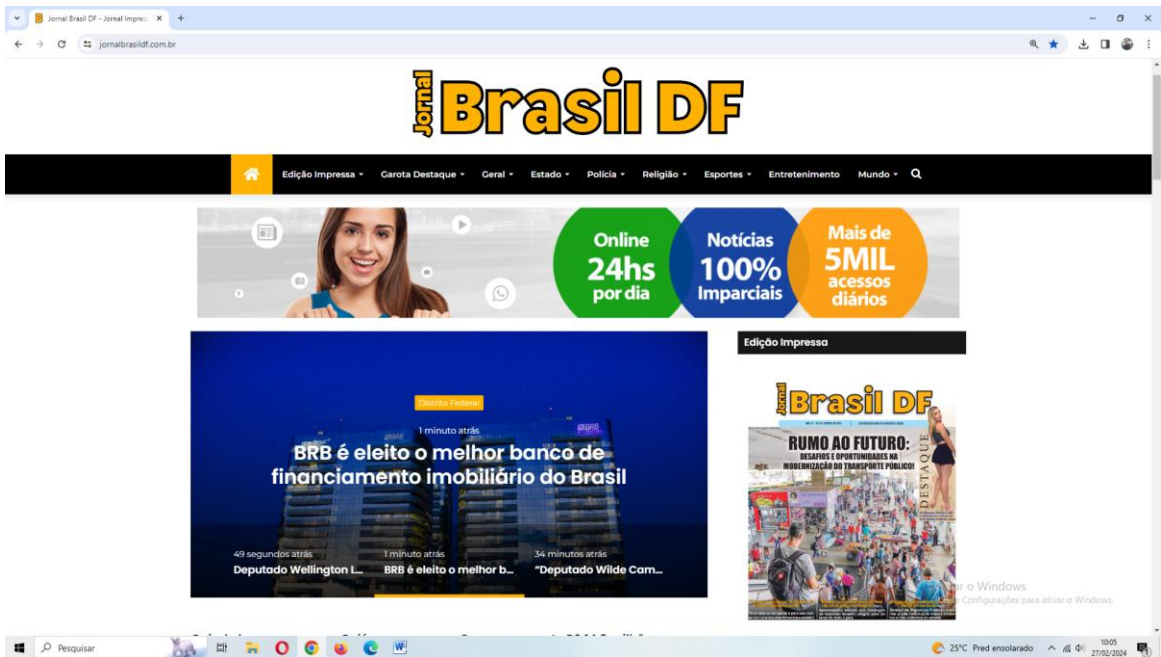 Jornal Brasil DF - Jornal Impres
jornalbrasildf.com.br
Jornal Brasil DF
Edição Impressa
Garota Destaque
Geral
Estado
Polícia
Religião
Esportes
Entretenimento
Mundo
Online
24hs
por dia
Notícias
100%
Imparciais
Mais de
5MIL
acessos
diários
Distrito Federal
1 minuto atrás
BRB é eleito o melhor banco de
financiamento imobiliário do Brasil
49 segundos atrás
Deputado Wellington L...
1 minuto atrás
BRB é eleito o melhor b...
34 minutos atrás
“Deputado Wilde Cam...
Edição Impressa
Jornal Brasil DF
RUMO AO FUTURO:
DESAFIOS E OPORTUNIDADES NA
MODERNIZAÇÃO DO TRANSPORTE PÚBLICO!
DESTAQUE
BRB
ar o Windows
Configurações para ativar o Windows.
Pesquisar
25°C Pred ensolarado
10:05
27/02/2024